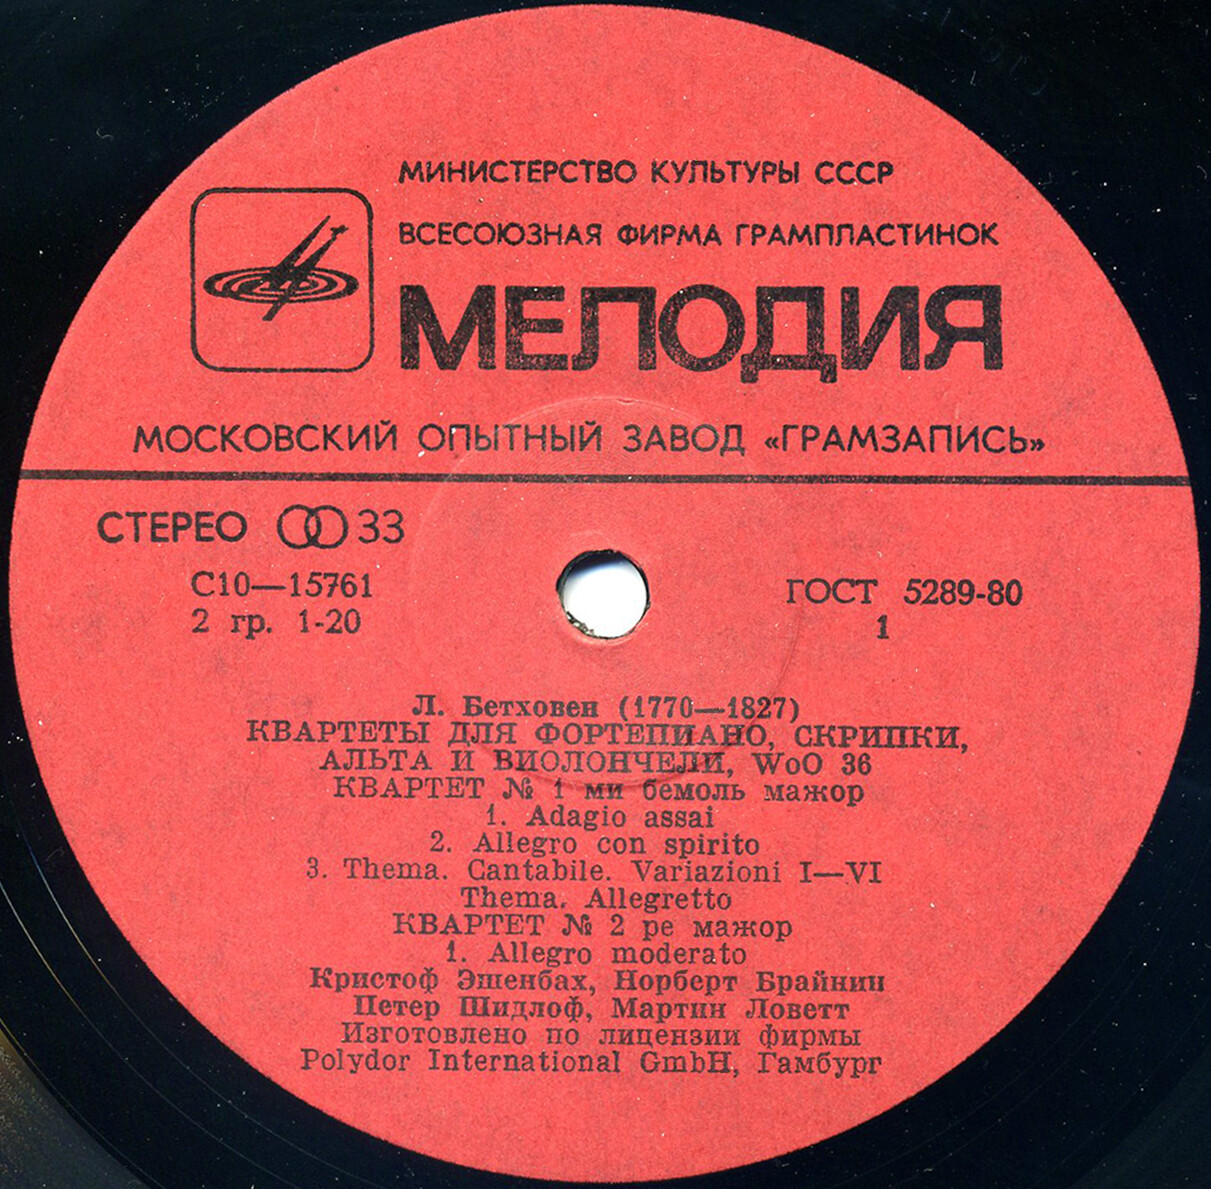 МИНИСТЕРСТВО КУЛЬТУРЫ СССР
ВСЕСОЮЗНАЯ ФИРМА ГРАМПЛАСТИНОК
МЕЛОДИЯ
МОСКОВСКИЙ ОПЫТНЫЙ ЗАВОД «ГРАМЗАПИСЬ»
СТЕРЕО 33
С10—15761
2 гр. 1-20
ГОСТ 5289-80
1
Л. Бетховен (1770—1827)
КВАРТЕТЫ ДЛЯ ФОРТЕПИАНО, СКРИПКИ,
АЛЬТА И ВИОЛОНЧЕЛИ, WoO 36
КВАРТЕТ № 1 ми бемоль мажор
1. Adagio assai
2. Allegro con spirito
3. Thema. Cantabile. Variazioni I—VI
Thema. Allegretto
КВАРТЕТ № 2 ре мажор
1. Allegro moderato
Кристоф Эшенбах, Норберт Брайнин
Петер Шидлоф, Мартин Ловетт
Изготовлено по лицензии фирмы
Polydor International GmbH, Гамбург